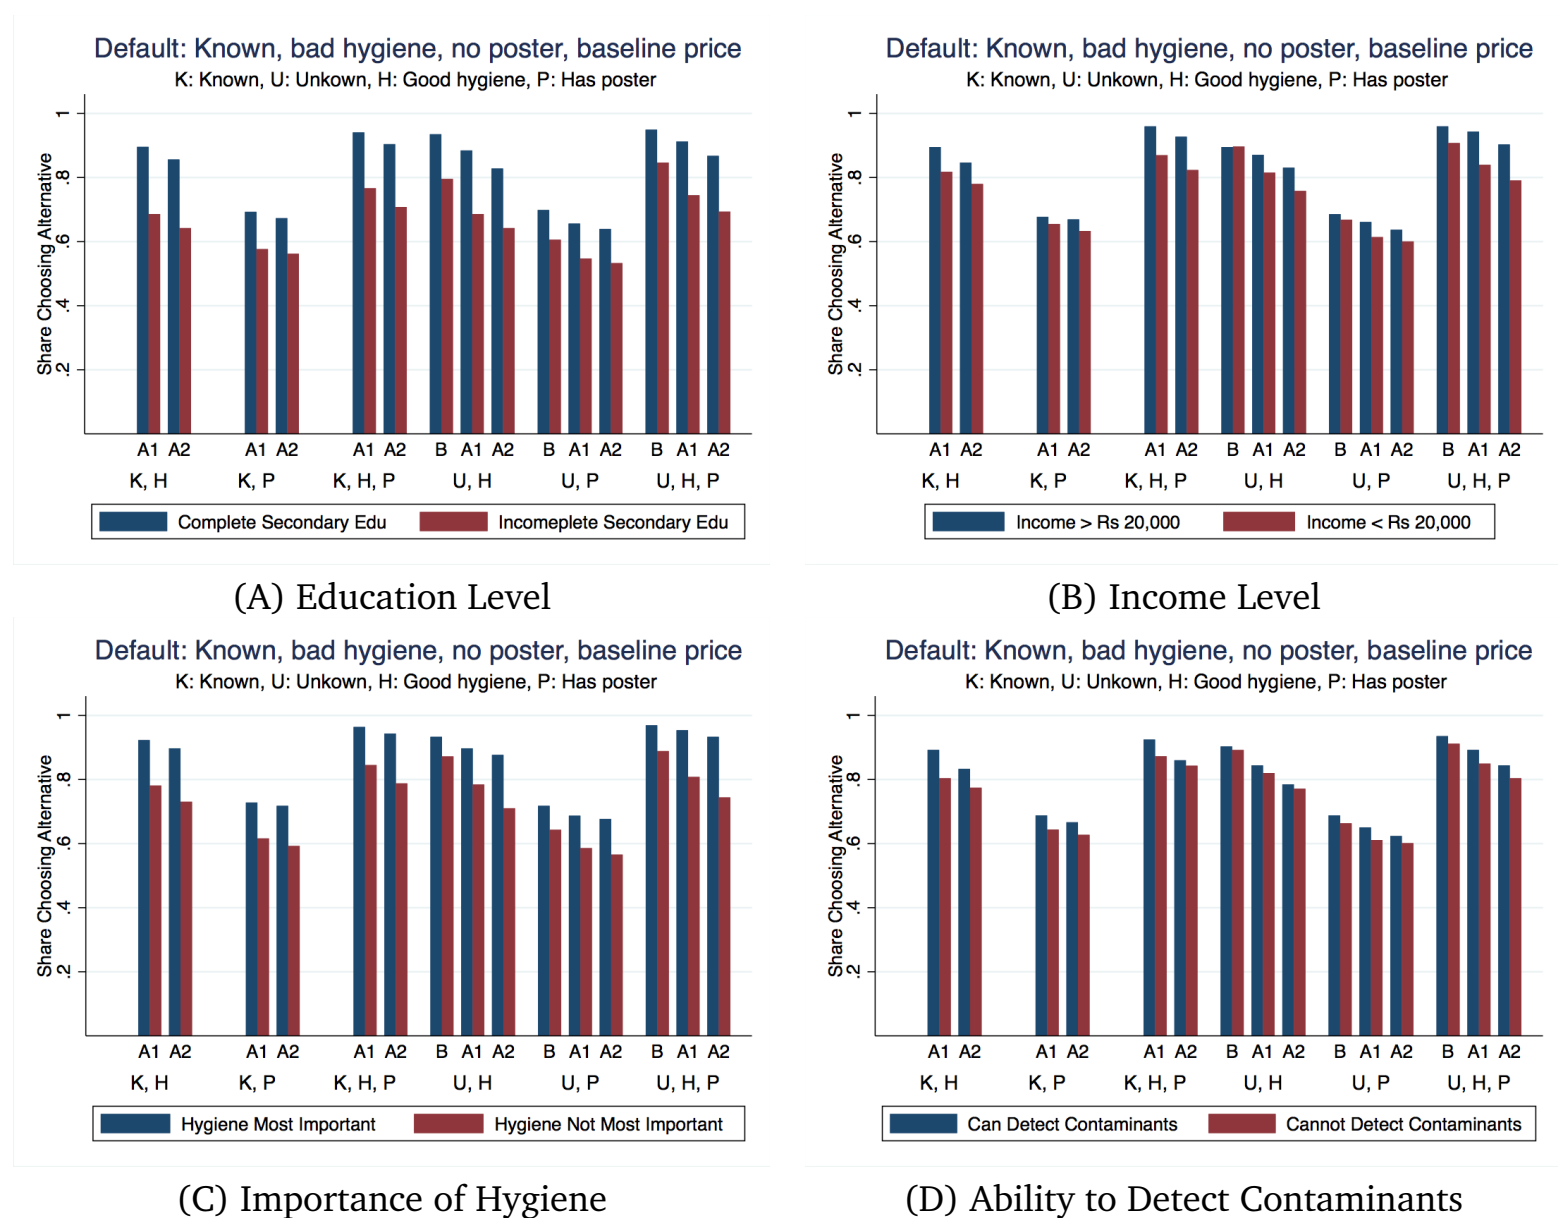 Default: Known, bad hygiene, no poster, baseline price
K: Known, U: Unkown, H: Good hygiene, P: Has poster
Share Choosing Alternative
1
.8
.6
.4
.2
A1 A2 A1 A2 A1 A2 B A1 A2 B A1 A2 B A1 A2
K, H K, P K, H, P U, H U, P U, H, P
Complete Secondary Edu Incomeplete Secondary Edu
(A) Education Level
Default: Known, bad hygiene, no poster, baseline price
K: Known, U: Unkown, H: Good hygiene, P: Has poster
Share Choosing Alternative
1
.8
.6
.4
.2
A1 A2 A1 A2 A1 A2 B A1 A2 B A1 A2 B A1 A2
K, H K, P K, H, P U, H U, P U, H, P
Income > Rs 20,000 Income < Rs 20,000
(B) Income Level
Default: Known, bad hygiene, no poster, baseline price
K: Known, U: Unkown, H: Good hygiene, P: Has poster
Share Choosing Alternative
1
.8
.6
.4
.2
A1 A2 A1 A2 A1 A2 B A1 A2 B A1 A2 B A1 A2
K, H K, P K, H, P U, H U, P U, H, P
Hygiene Most Important Hygiene Not Most Important
(C) Importance of Hygiene
Default: Known, bad hygiene, no poster, baseline price
K: Known, U: Unkown, H: Good hygiene, P: Has poster
Share Choosing Alternative
1
.8
.6
.4
.2
A1 A2 A1 A2 A1 A2 B A1 A2 B A1 A2 B A1 A2
K, H K, P K, H, P U, H U, P U, H, P
Can Detect Contaminants Cannot Detect Contaminants
(D) Ability to Detect Contaminants